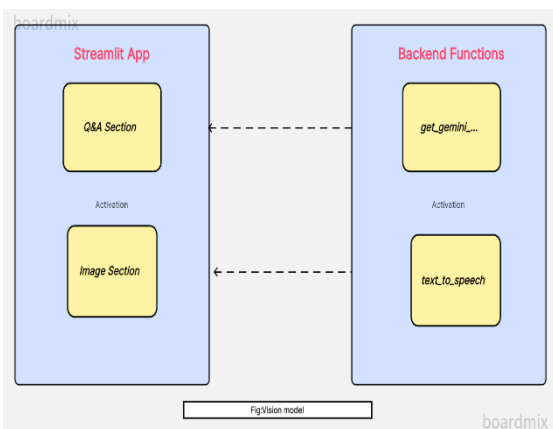 boardmix
Streamlit App
Backend Functions
Q&A Section
get_gemini_...
Activation
Activation
Image Section
text_to_speech
Fig:Vision model
boardmix